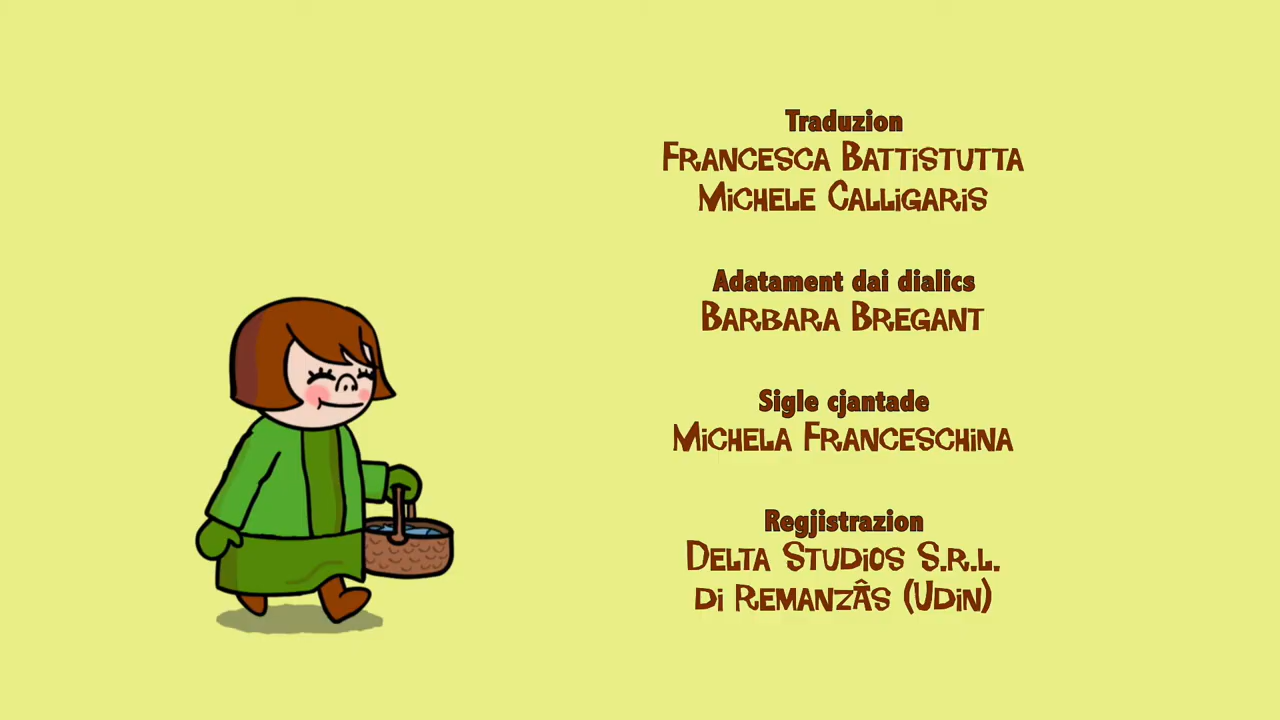 Traduzion
Francesca Battistutta
Michele Calligaris
Adatament dai dialics
Barbara Bregant
Sigle cjantade
Michela Franceschina
Regjistrazion
Delta Studios S.r.l.
di Remanzâs (Udin)